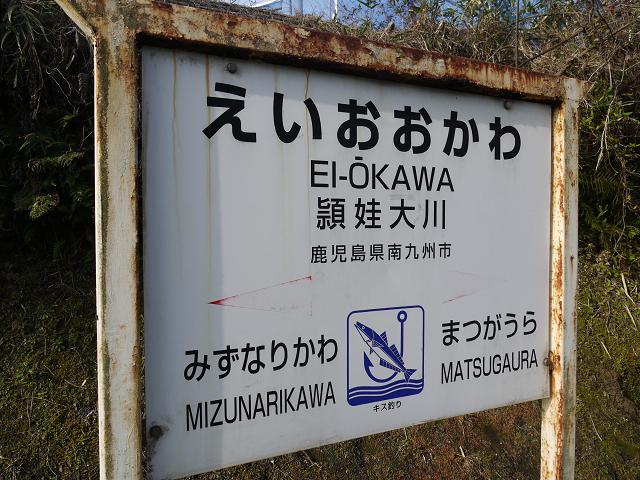 えいおおかわ
EI-ŌKAWA
頴娃大川
鹿児島県南九州市
みずなりかわ
MIZUNARIKAWA
キス釣り
まつがうら
MATSUGAURA